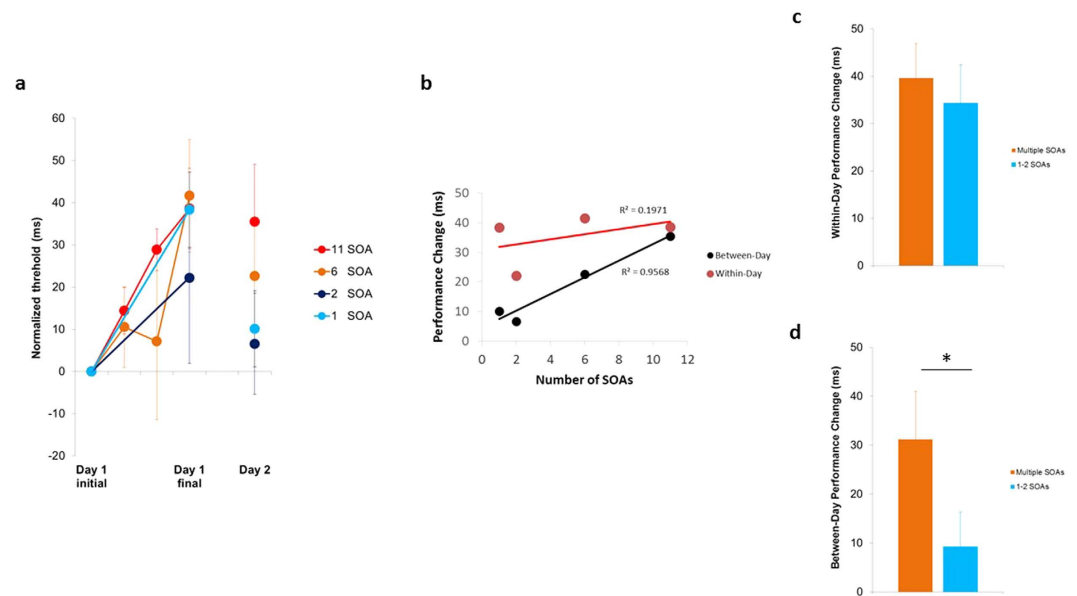 a
Normalized threhold (ms)
60
50
40
30
20
10
0
-10
-20
Day 1
initial
Day 1
final
Day 2
11 SOA
6 SOA
2 SOA
1 SOA
b
Performance Change (ms)
50
40
30
20
10
0
0
2
4
6
8
10
12
Number of SOAs
R² = 0.1971
R² = 0.9568
Between-Day
Within-Day
c
Within-Day Performance Change (ms)
50
40
30
20
10
0
Multiple SOAs
1-2 SOAs
d
Between-Day Performance Change (ms)
50
40
30
20
10
0
*
Multiple SOAs
1-2 SOAs